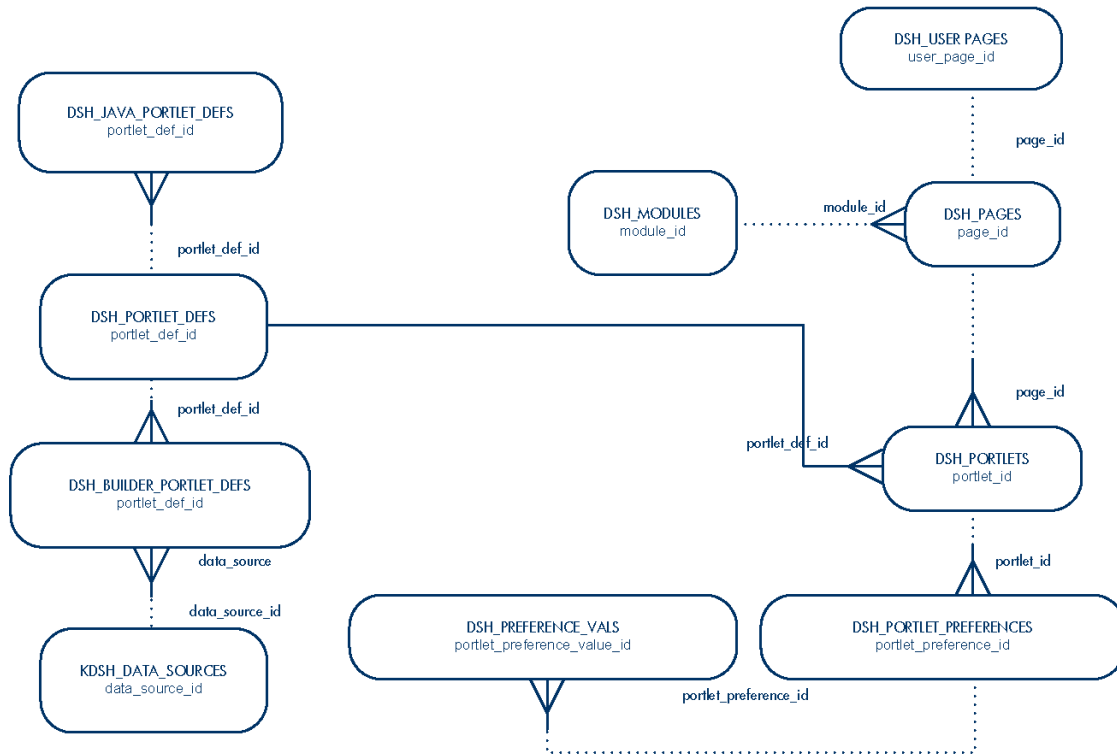 DSH_USER PAGES
user_page_id
DSH_JAVA_PORTLET_DEFS
portlet_def_id
page_id
DSH_MODULES
module_id
module_id
DSH_PAGES
page_id
portlet_def_id
DSH_PORTLET_DEFS
portlet_def_id
page_id
portlet_def_id
portlet_def_id
DSH_PORTLETS
portlet_id
DSH_BUILDER_PORTLET_DEFS
portlet_def_id
data_source
portlet_id
data_source_id
DSH_PREFERENCE_VALS
portlet_preference_value_id
DSH_PORTLET_PREFERENCES
portlet_preference_id
KDSH_DATA_SOURCES
data_source_id
portlet_preference_id